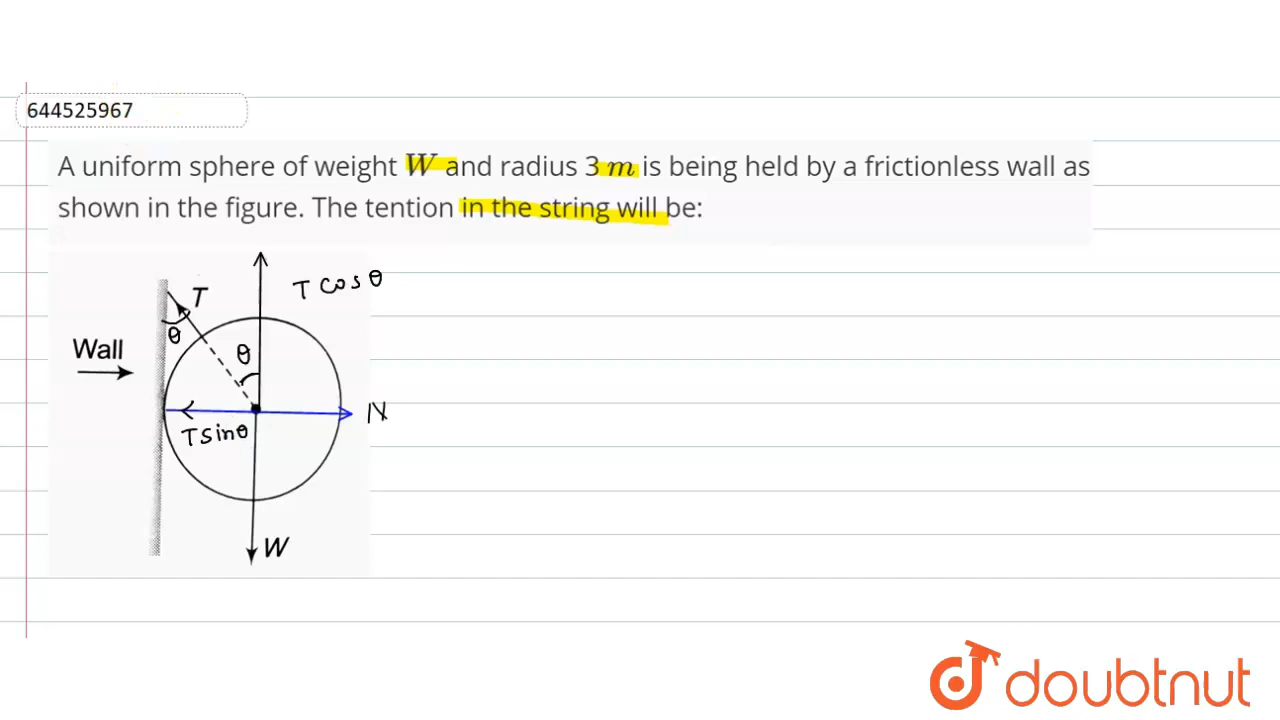 644525967
A uniform sphere of weight W and radius 3 m is being held by a frictionless wall as
shown in the figure. The tention in the string will be:
T cos θ
T
θ
Wall
θ
N
T sinθ
W
doubtnut